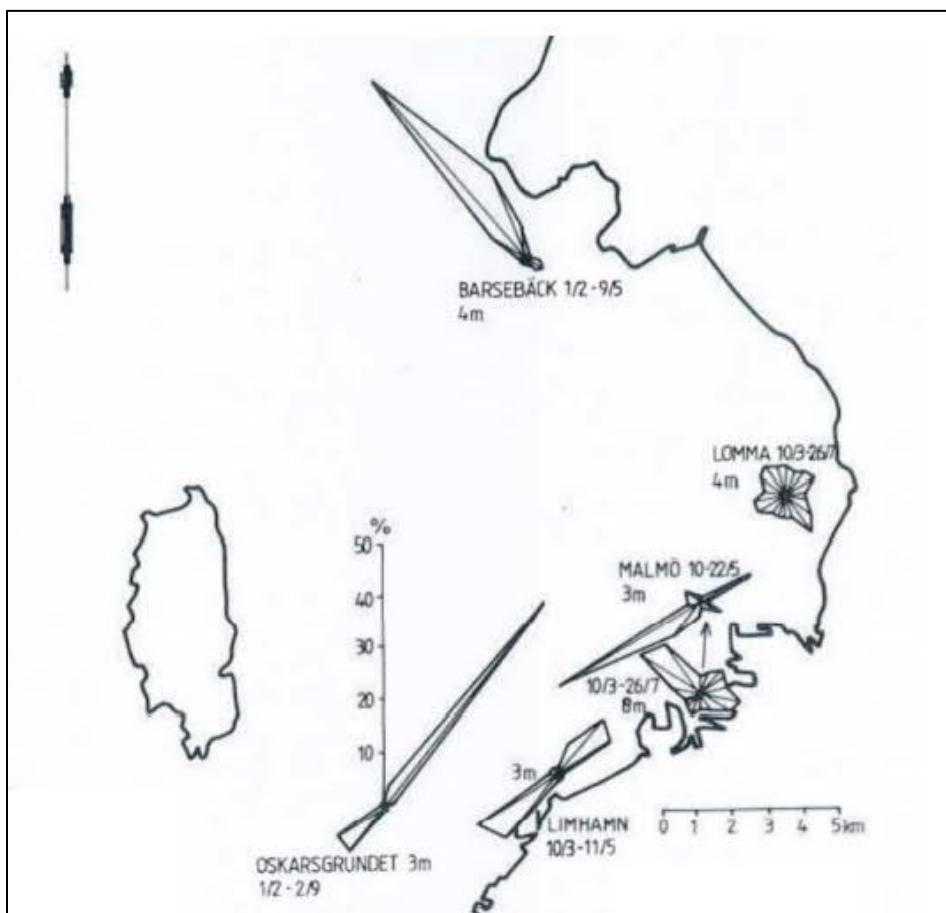 BARSEBÄCK 1/2 - 9/5
4m
LOMMA 10/3-26/7
4m
%
50
40
30
20
10
MALMÖ 10-22/5
3m
10/3-26/7
8m
3m
LIMHAMN
10/3-11/5
0 1 2 3 4 5km
OSKARSGRUNDET 3m
1/2 - 2/9